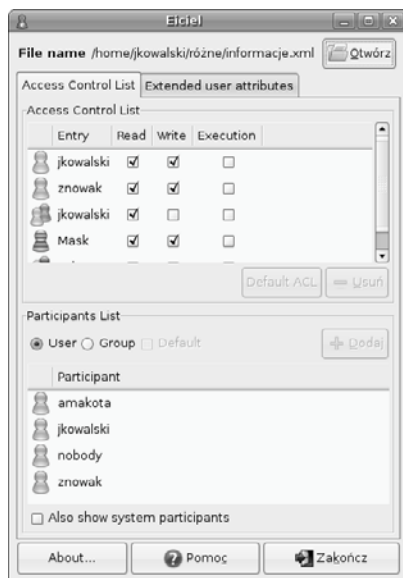 Eiciel
File name /home/jkowalski/różne/informacje.xml Otwórz
Access Control List Extended user attributes
Access Control List
Entry Read Write Execution
jkowalski
znowak
jkowalski
Mask
Default ACL Usuń
Participants List
User Group Default Dodaj
Participant
amakota
jkowalski
nobody
znowak
Also show system participants
About... Pomoc Zakończ